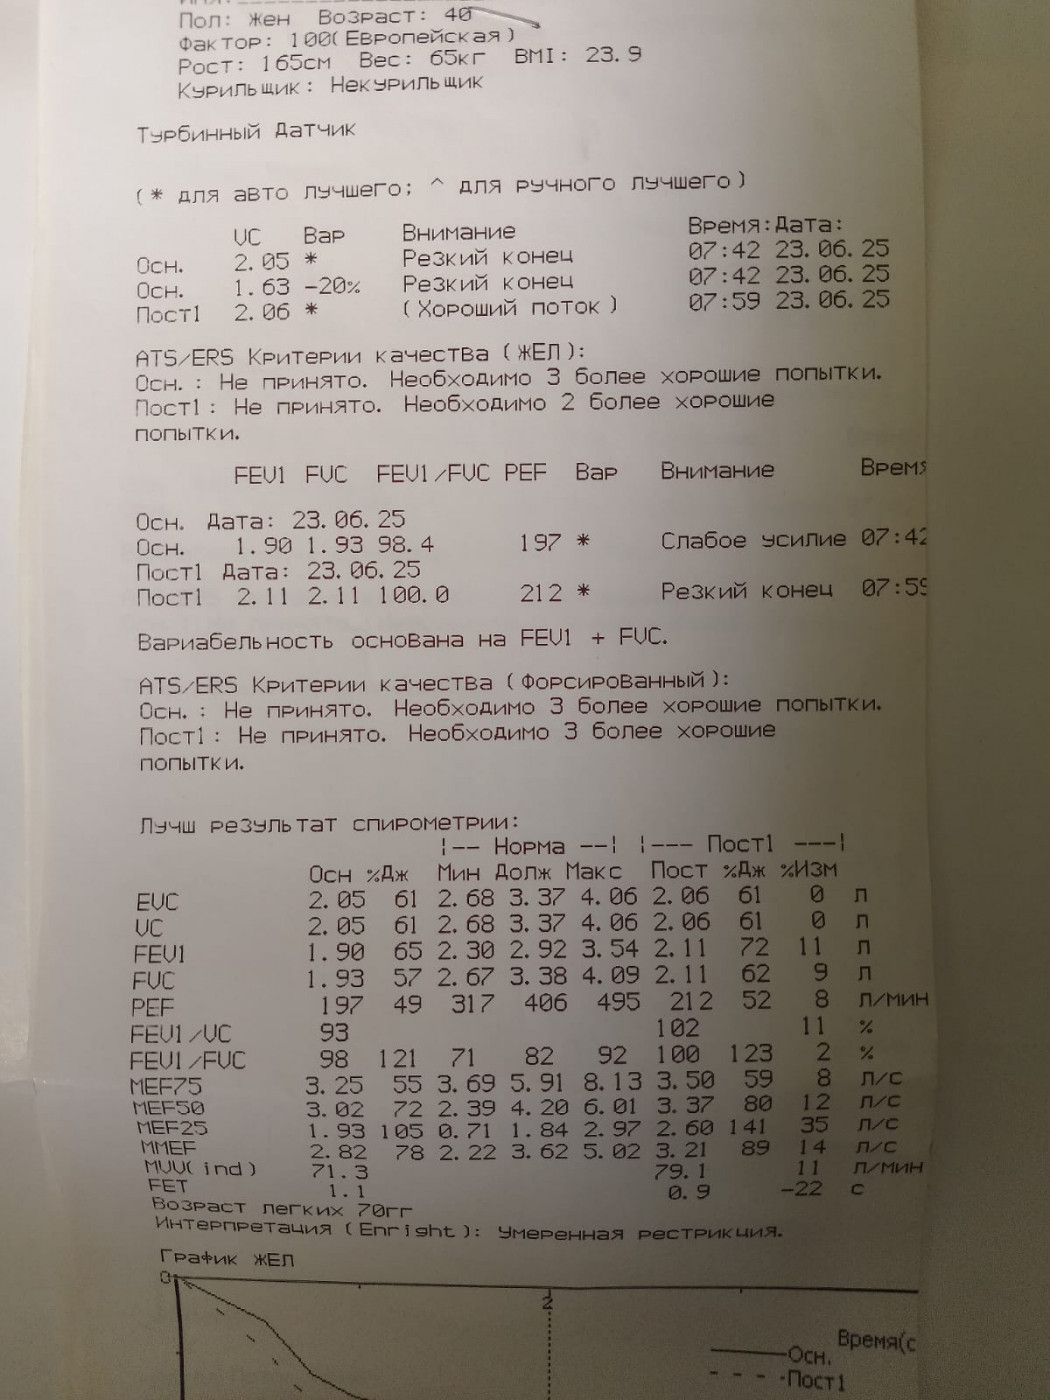 Пол: Жен Возраст: 40
Фактор: 100(Европейская)
Рост: 165см Вес: 65кг BMI: 23.9
Курильщик: Некурильщик
Турбинный Датчик
(* для авто лучшего; ^ для ручного лучшего)
VC Вар Внимание Время: Дата:
Осн. 2.05 * Резкий конец 07:42 23.06.25
Осн. 1.63 -20% Резкий конец 07:42 23.06.25
Пост1 2.06 * (Хороший поток) 07:59 23.06.25
ATS/ERS Критерии качества (ЖЕЛ):
Осн.: Не принято. Необходимо 3 более хорошие попытки.
Пост1: Не принято. Необходимо 2 более хорошие
попытки.
FEV1 FVC FEV1/FVC PEF Вар Внимание Время
Осн. Дата: 23.06.25
Осн. 1.90 1.93 98.4 197 * Слабое усилие 07:42
Пост1 Дата: 23.06.25
Пост1 2.11 2.11 100.0 212 * Резкий конец 07:59
Вариабельность основана на FEV1 + FVC.
ATS/ERS Критерии качества (Форсированный):
Осн.: Не принято. Необходимо 3 более хорошие попытки.
Пост1: Не принято. Необходимо 3 более хорошие
попытки.
Лучш результат спирометрии:
|-- Норма --| |--- Пост1 ---|
Осн %Дж Мин Долж Макс Пост %Дж %Изм
EVC 2.05 61 2.68 3.37 4.06 2.06 61 0 л
VC 2.05 61 2.68 3.37 4.06 2.06 61 0 л
FEV1 1.90 65 2.30 2.92 3.54 2.11 72 11 л
FVC 1.93 57 2.67 3.38 4.09 2.11 62 9 л
PEF 197 49 317 406 495 212 52 8 л/мин
FEV1/VC 93 102 11 %
FEV1/FVC 98 121 71 82 92 100 123 2 %
MEF75 3.25 55 3.69 5.91 8.13 3.50 59 8 л/с
MEF50 3.02 72 2.39 4.20 6.01 3.37 80 12 л/с
MEF25 1.93 105 0.71 1.84 2.97 2.60 141 35 л/с
MMEF 2.82 78 2.22 3.62 5.02 3.21 89 14 л/с
MVV(ind) 71.3 79.1 11 л/мин
FET 1.1 0.9 -22 с
Возраст легких 70гг
Интерпретация (Enright): Умеренная рестрикция.
График ЖЕЛ
0 2
Время(с
Осн.
Пост1